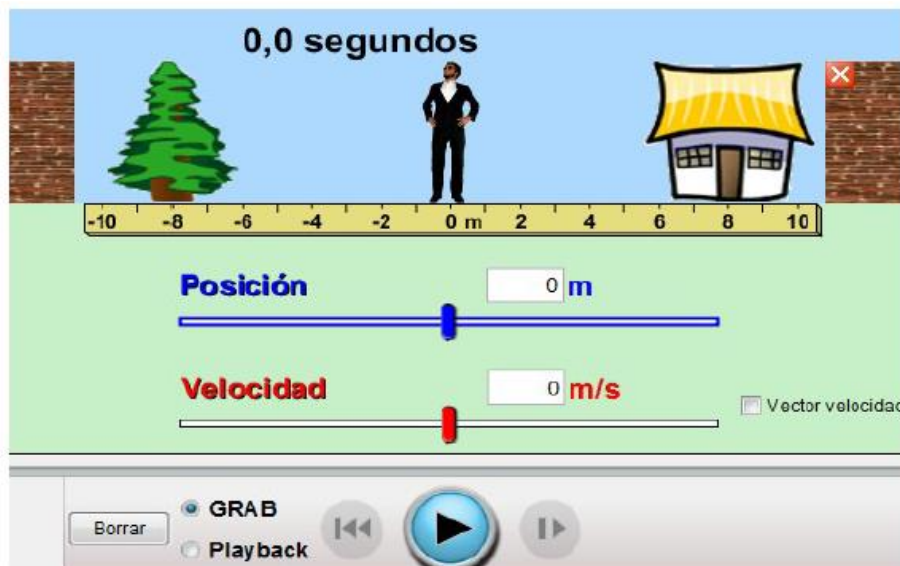 0,0 segundos
-10 -8 -6 -4 -2 0 m 2 4 6 8 10
Posición 0 m
Velocidad 0 m/s
Vector velocidad
Borrar
GRAB
Playback